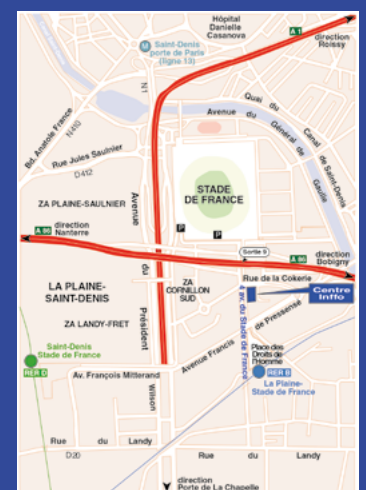 Hôpital
Danielle
Casanova
A 1
direction
Roissy
M
Saint-Denis
porte de Paris
(ligne 13)
N1
Quai
du
Canal
de Saint-Denis
Bd. Anatole France
N410
Avenue
du
Général
de
Gaulle
Rue Jules Saulnier
D412
Avenue
STADE
DE FRANCE
ZA PLAINE-SAULNIER
P
P
A 86
direction
Nanterre
Sortie 9
direction
Bobigny
A 86
du
Rue de la Cokerie
LA PLAINE-
SAINT-DENIS
ZA
CORNILLON
SUD
Centre
Inffo
4 av. du Stade de France
Président
de Pressensé
ZA LANDY-FRET
Saint-Denis
Stade de France
RER D
Avenue Francis
Place des
Droits de
l'Homme
RER B
La Plaine-
Stade de France
Av. François Mitterand
Wilson
Rue du Landy
D20
Rue du Landy
direction
Porte de La Chapelle